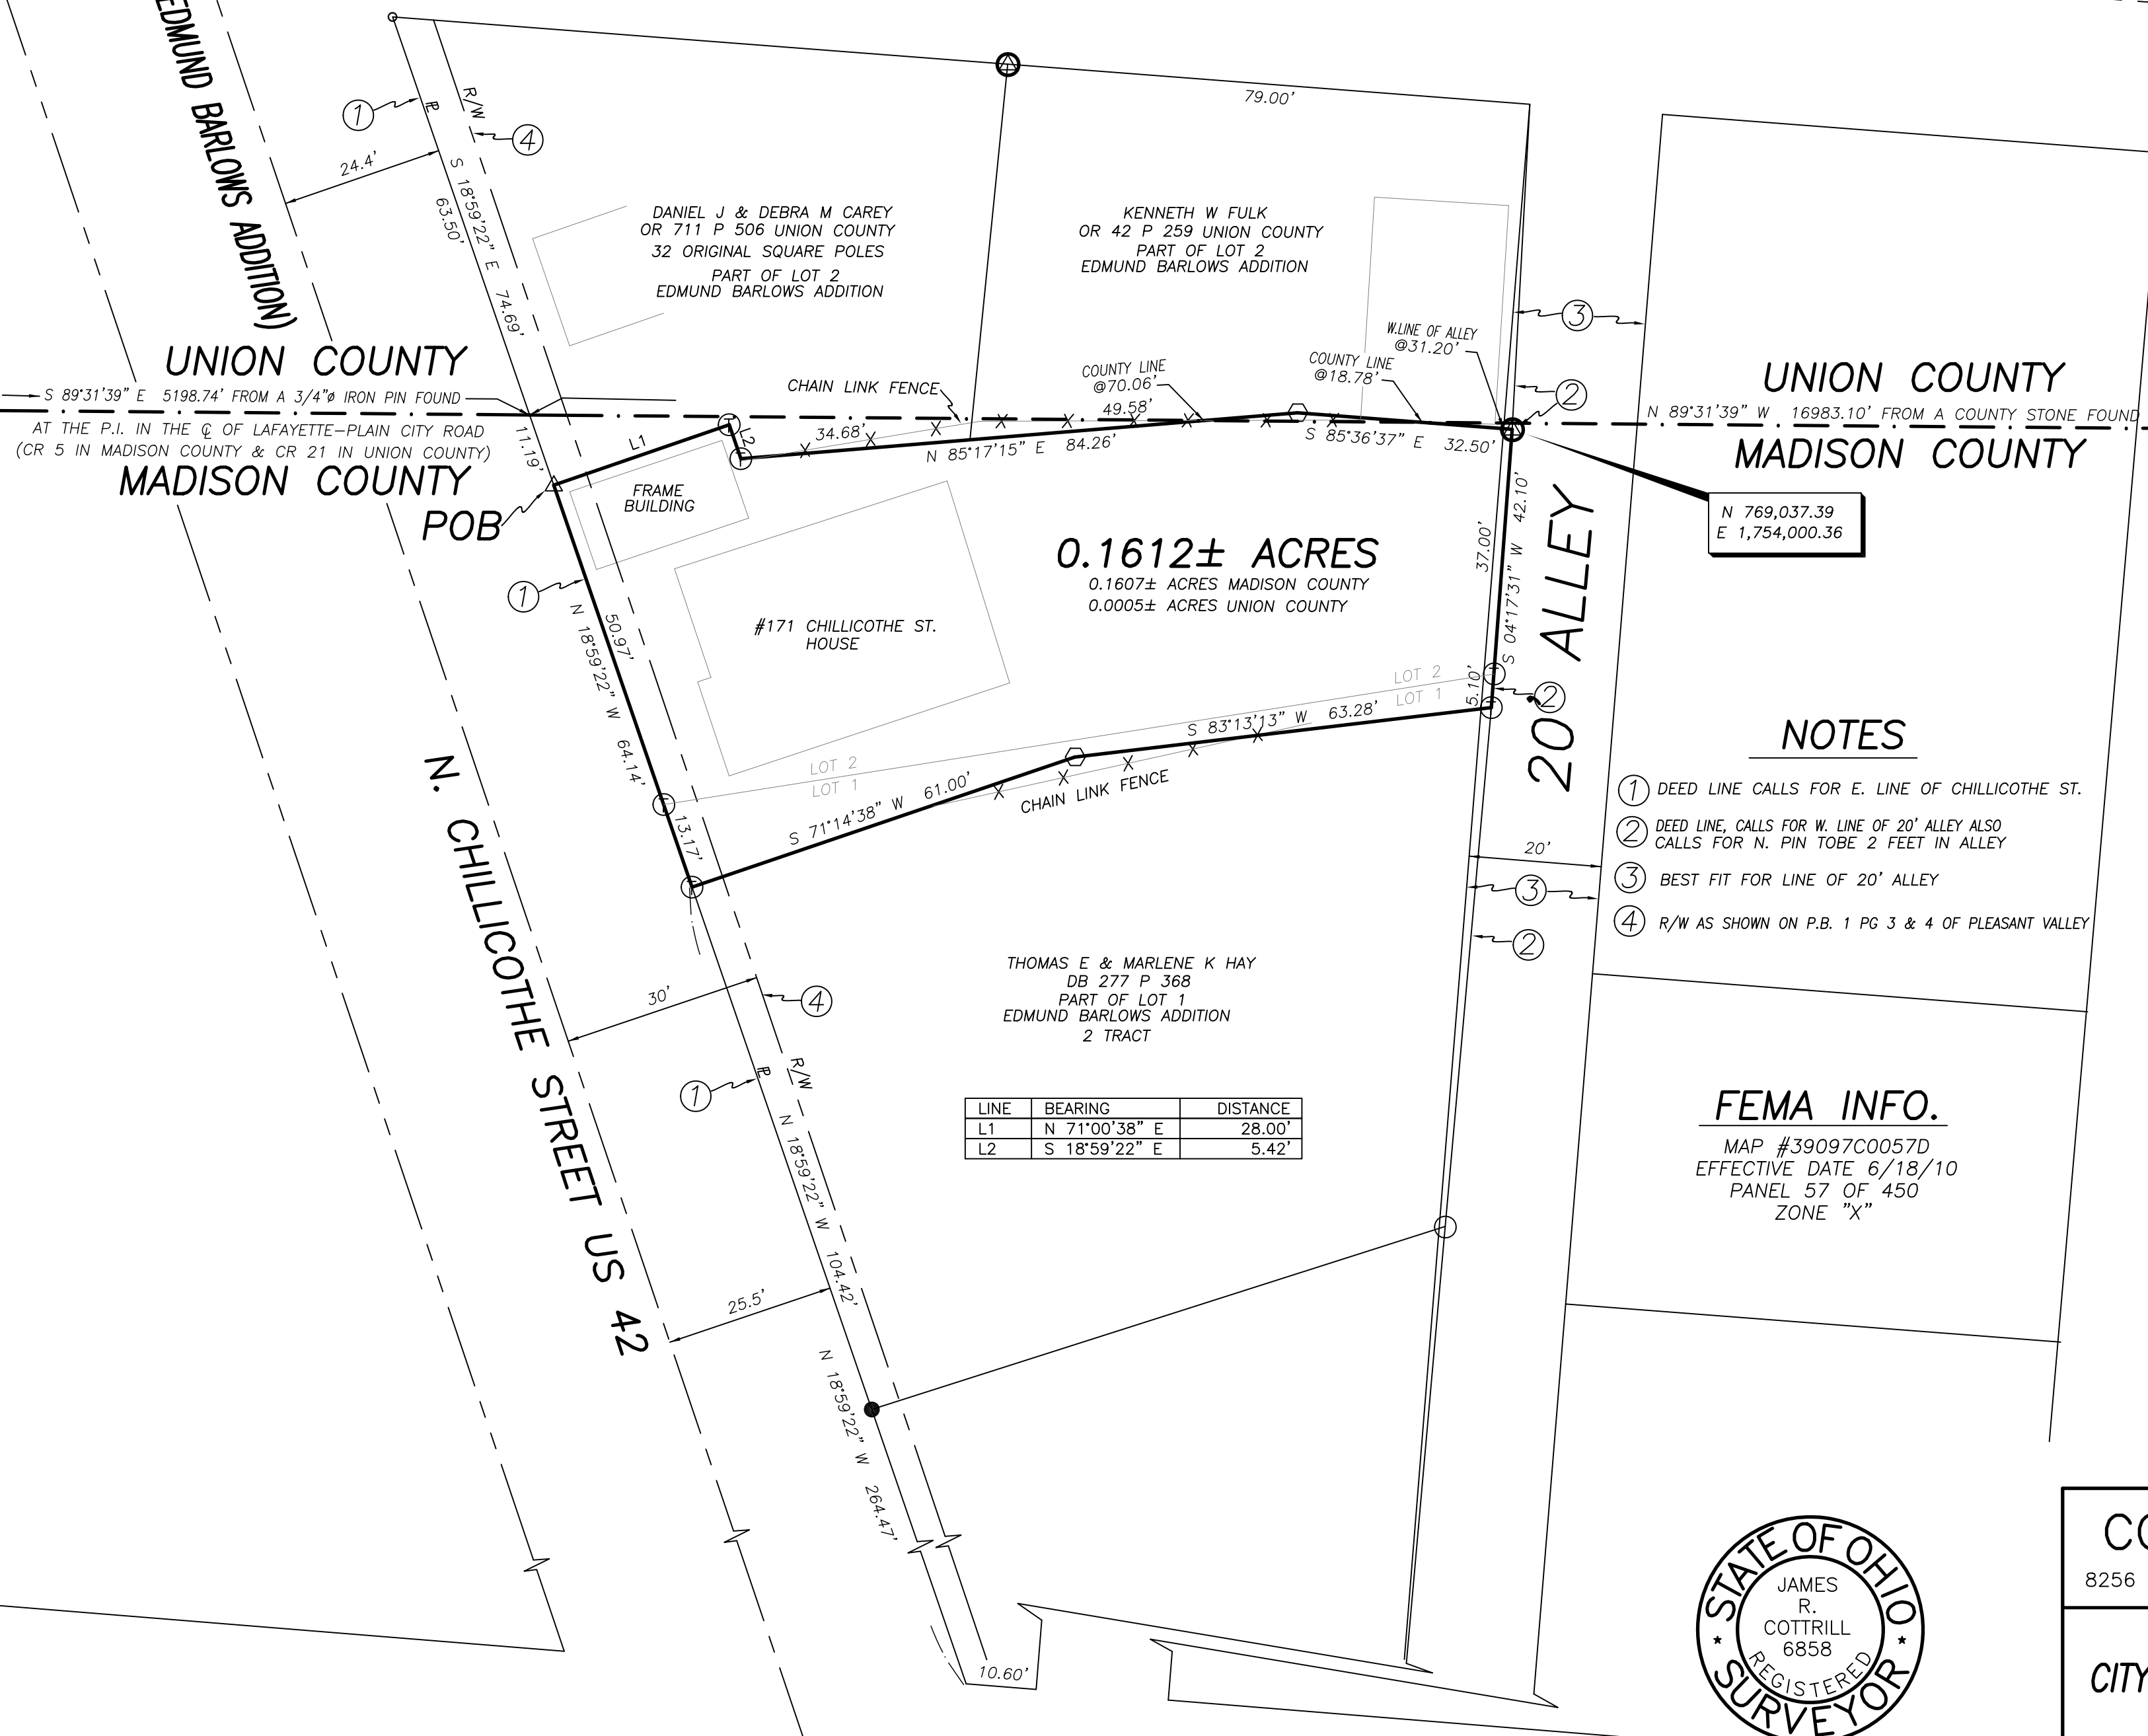 EDMUND BARLOWS ADDITION)
79.00'
1
PL
R/W
4
24.4'
S 18°59'22" E 74.69'
63.50'
DANIEL J & DEBRA M CAREY
OR 711 P 506 UNION COUNTY
32 ORIGINAL SQUARE POLES
PART OF LOT 2
EDMUND BARLOWS ADDITION
KENNETH W FULK
OR 42 P 259 UNION COUNTY
PART OF LOT 2
EDMUND BARLOWS ADDITION
W.LINE OF ALLEY
@31.20'
3
2
UNION COUNTY
S 89°31'39" E 5198.74' FROM A 3/4"ø IRON PIN FOUND
AT THE P.I. IN THE ℄ OF LAFAYETTE-PLAIN CITY ROAD
(CR 5 IN MADISON COUNTY & CR 21 IN UNION COUNTY)
MADISON COUNTY
POB
11.19'
L1
L2
CHAIN LINK FENCE
COUNTY LINE
@70.06'
49.58'
34.68'
N 85°17'15" E 84.26'
COUNTY LINE
@18.78'
S 85°36'37" E 32.50'
UNION COUNTY
N 89°31'39" W 16983.10' FROM A COUNTY STONE FOUND
MADISON COUNTY
N 769,037.39
E 1,754,000.36
FRAME
BUILDING
0.1612± ACRES
0.1607± ACRES MADISON COUNTY
0.0005± ACRES UNION COUNTY
#171 CHILLICOTHE ST.
HOUSE
1
50.97'
N 18°59'22" W 64.14'
13.17'
37.00'
S 04°17'31" W 42.10'
5.10'
20' ALLEY
2
LOT 2
LOT 1
LOT 2
LOT 1
S 83°13'13" W 63.28'
S 71°14'38" W 61.00'
CHAIN LINK FENCE
NOTES
1 DEED LINE CALLS FOR E. LINE OF CHILLICOTHE ST.
2 DEED LINE, CALLS FOR W. LINE OF 20' ALLEY ALSO
CALLS FOR N. PIN TOBE 2 FEET IN ALLEY
3 BEST FIT FOR LINE OF 20' ALLEY
4 R/W AS SHOWN ON P.B. 1 PG 3 & 4 OF PLEASANT VALLEY
20'
3
2
N. CHILLICOTHE STREET US 42
30'
4
THOMAS E & MARLENE K HAY
DB 277 P 368
PART OF LOT 1
EDMUND BARLOWS ADDITION
2 TRACT
1
PL
R/W
LINE BEARING DISTANCE
L1 N 71°00'38" E 28.00'
L2 S 18°59'22" E 5.42'
N 18°59'22" W 104.42'
25.5'
N 18°59'22" W 264.47'
10.60'
FEMA INFO.
MAP #39097C0057D
EFFECTIVE DATE 6/18/10
PANEL 57 OF 450
ZONE "X"
STATE OF OHIO
JAMES
R.
COTTRILL
6858
REGISTERED
SURVEYOR
8256
CITY